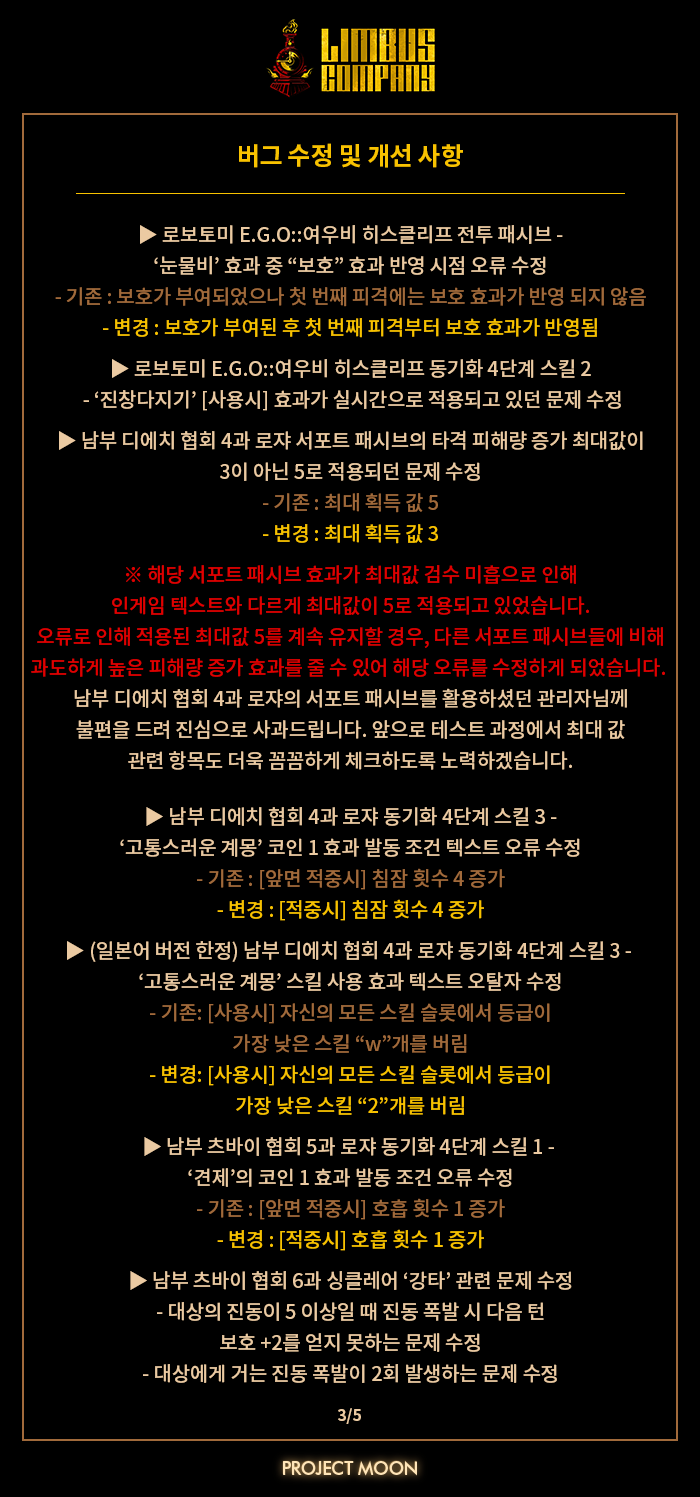 LIMBUS
COMPANY
버그 수정 및 개선 사항
▶ 로보토미 E.G.O::여우비 히스클리프 전투 패시브 -
‘눈물비’ 효과 중 “보호” 효과 반영 시점 오류 수정
- 기존 : 보호가 부여되었으나 첫 번째 피격에는 보호 효과가 반영 되지 않음
- 변경 : 보호가 부여된 후 첫 번째 피격부터 보호 효과가 반영됨
▶ 로보토미 E.G.O::여우비 히스클리프 동기화 4단계 스킬 2
- ‘진창다지기’ [사용시] 효과가 실시간으로 적용되고 있던 문제 수정
▶ 남부 디에치 협회 4과 로쟈 서포트 패시브의 타격 피해량 증가 최대값이
3이 아닌 5로 적용되던 문제 수정
- 기존 : 최대 획득 값 5
- 변경 : 최대 획득 값 3
※ 해당 서포트 패시브 효과가 최대값 검수 미흡으로 인해
인게임 텍스트와 다르게 최대값이 5로 적용되고 있었습니다.
오류로 인해 적용된 최대값 5를 계속 유지할 경우, 다른 서포트 패시브들에 비해
과도하게 높은 피해량 증가 효과를 줄 수 있어 해당 오류를 수정하게 되었습니다.
남부 디에치 협회 4과 로쟈의 서포트 패시브를 활용하셨던 관리자님께
불편을 드려 진심으로 사과드립니다. 앞으로 테스트 과정에서 최대 값
관련 항목도 더욱 꼼꼼하게 체크하도록 노력하겠습니다.
▶ 남부 디에치 협회 4과 로쟈 동기화 4단계 스킬 3 -
‘고통스러운 계몽’ 코인 1 효과 발동 조건 텍스트 오류 수정
- 기존 : [앞면 적중시] 침잠 횟수 4 증가
- 변경 : [적중시] 침잠 횟수 4 증가
▶ (일본어 버전 한정) 남부 디에치 협회 4과 로쟈 동기화 4단계 스킬 3 -
‘고통스러운 계몽’ 스킬 사용 효과 텍스트 오탈자 수정
- 기존: [사용시] 자신의 모든 스킬 슬롯에서 등급이
가장 낮은 스킬 “w”개를 버림
- 변경: [사용시] 자신의 모든 스킬 슬롯에서 등급이
가장 낮은 스킬 “2”개를 버림
▶ 남부 츠바이 협회 5과 로쟈 동기화 4단계 스킬 1 -
‘견제’의 코인 1 효과 발동 조건 오류 수정
- 기존 : [앞면 적중시] 호흡 횟수 1 증가
- 변경 : [적중시] 호흡 횟수 1 증가
▶ 남부 츠바이 협회 6과 싱클레어 ‘강타’ 관련 문제 수정
- 대상의 진동이 5 이상일 때 진동 폭발 시 다음 턴
보호 +2를 얻지 못하는 문제 수정
- 대상에게 거는 진동 폭발이 2회 발생하는 문제 수정
3/5
PROJECT MOON